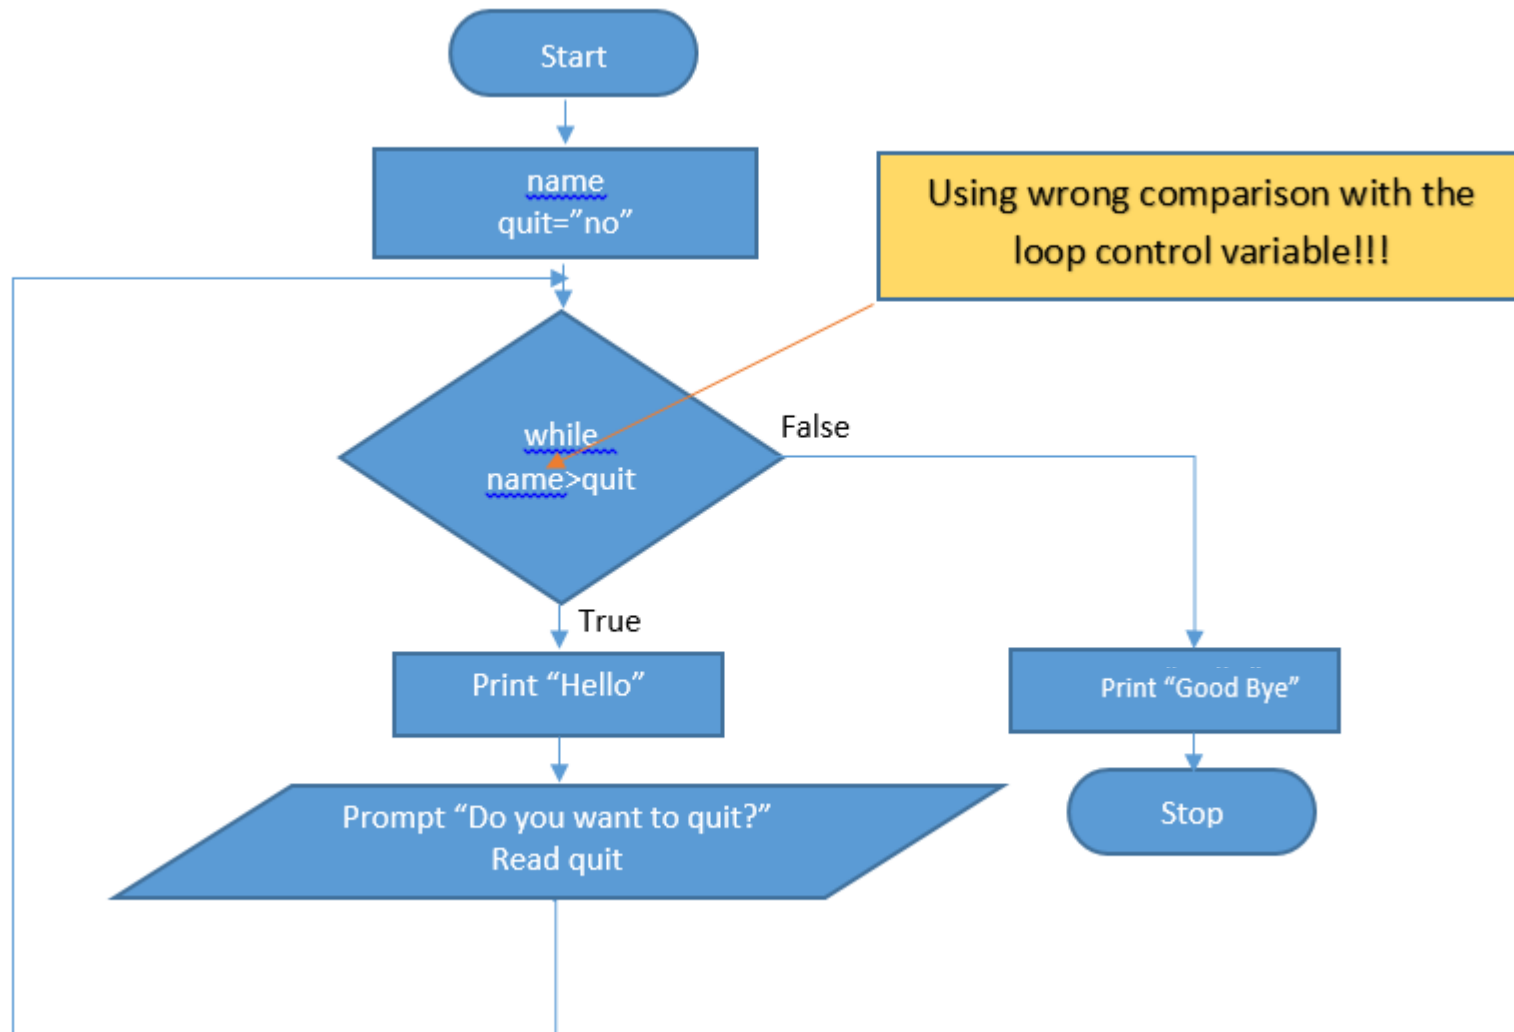 Start
name
quit=”no”
Using wrong comparison with the
loop control variable!!!
while
name>quit
False
True
Print “Hello”
Print “Good Bye”
Prompt “Do you want to quit?”
Read quit
Stop